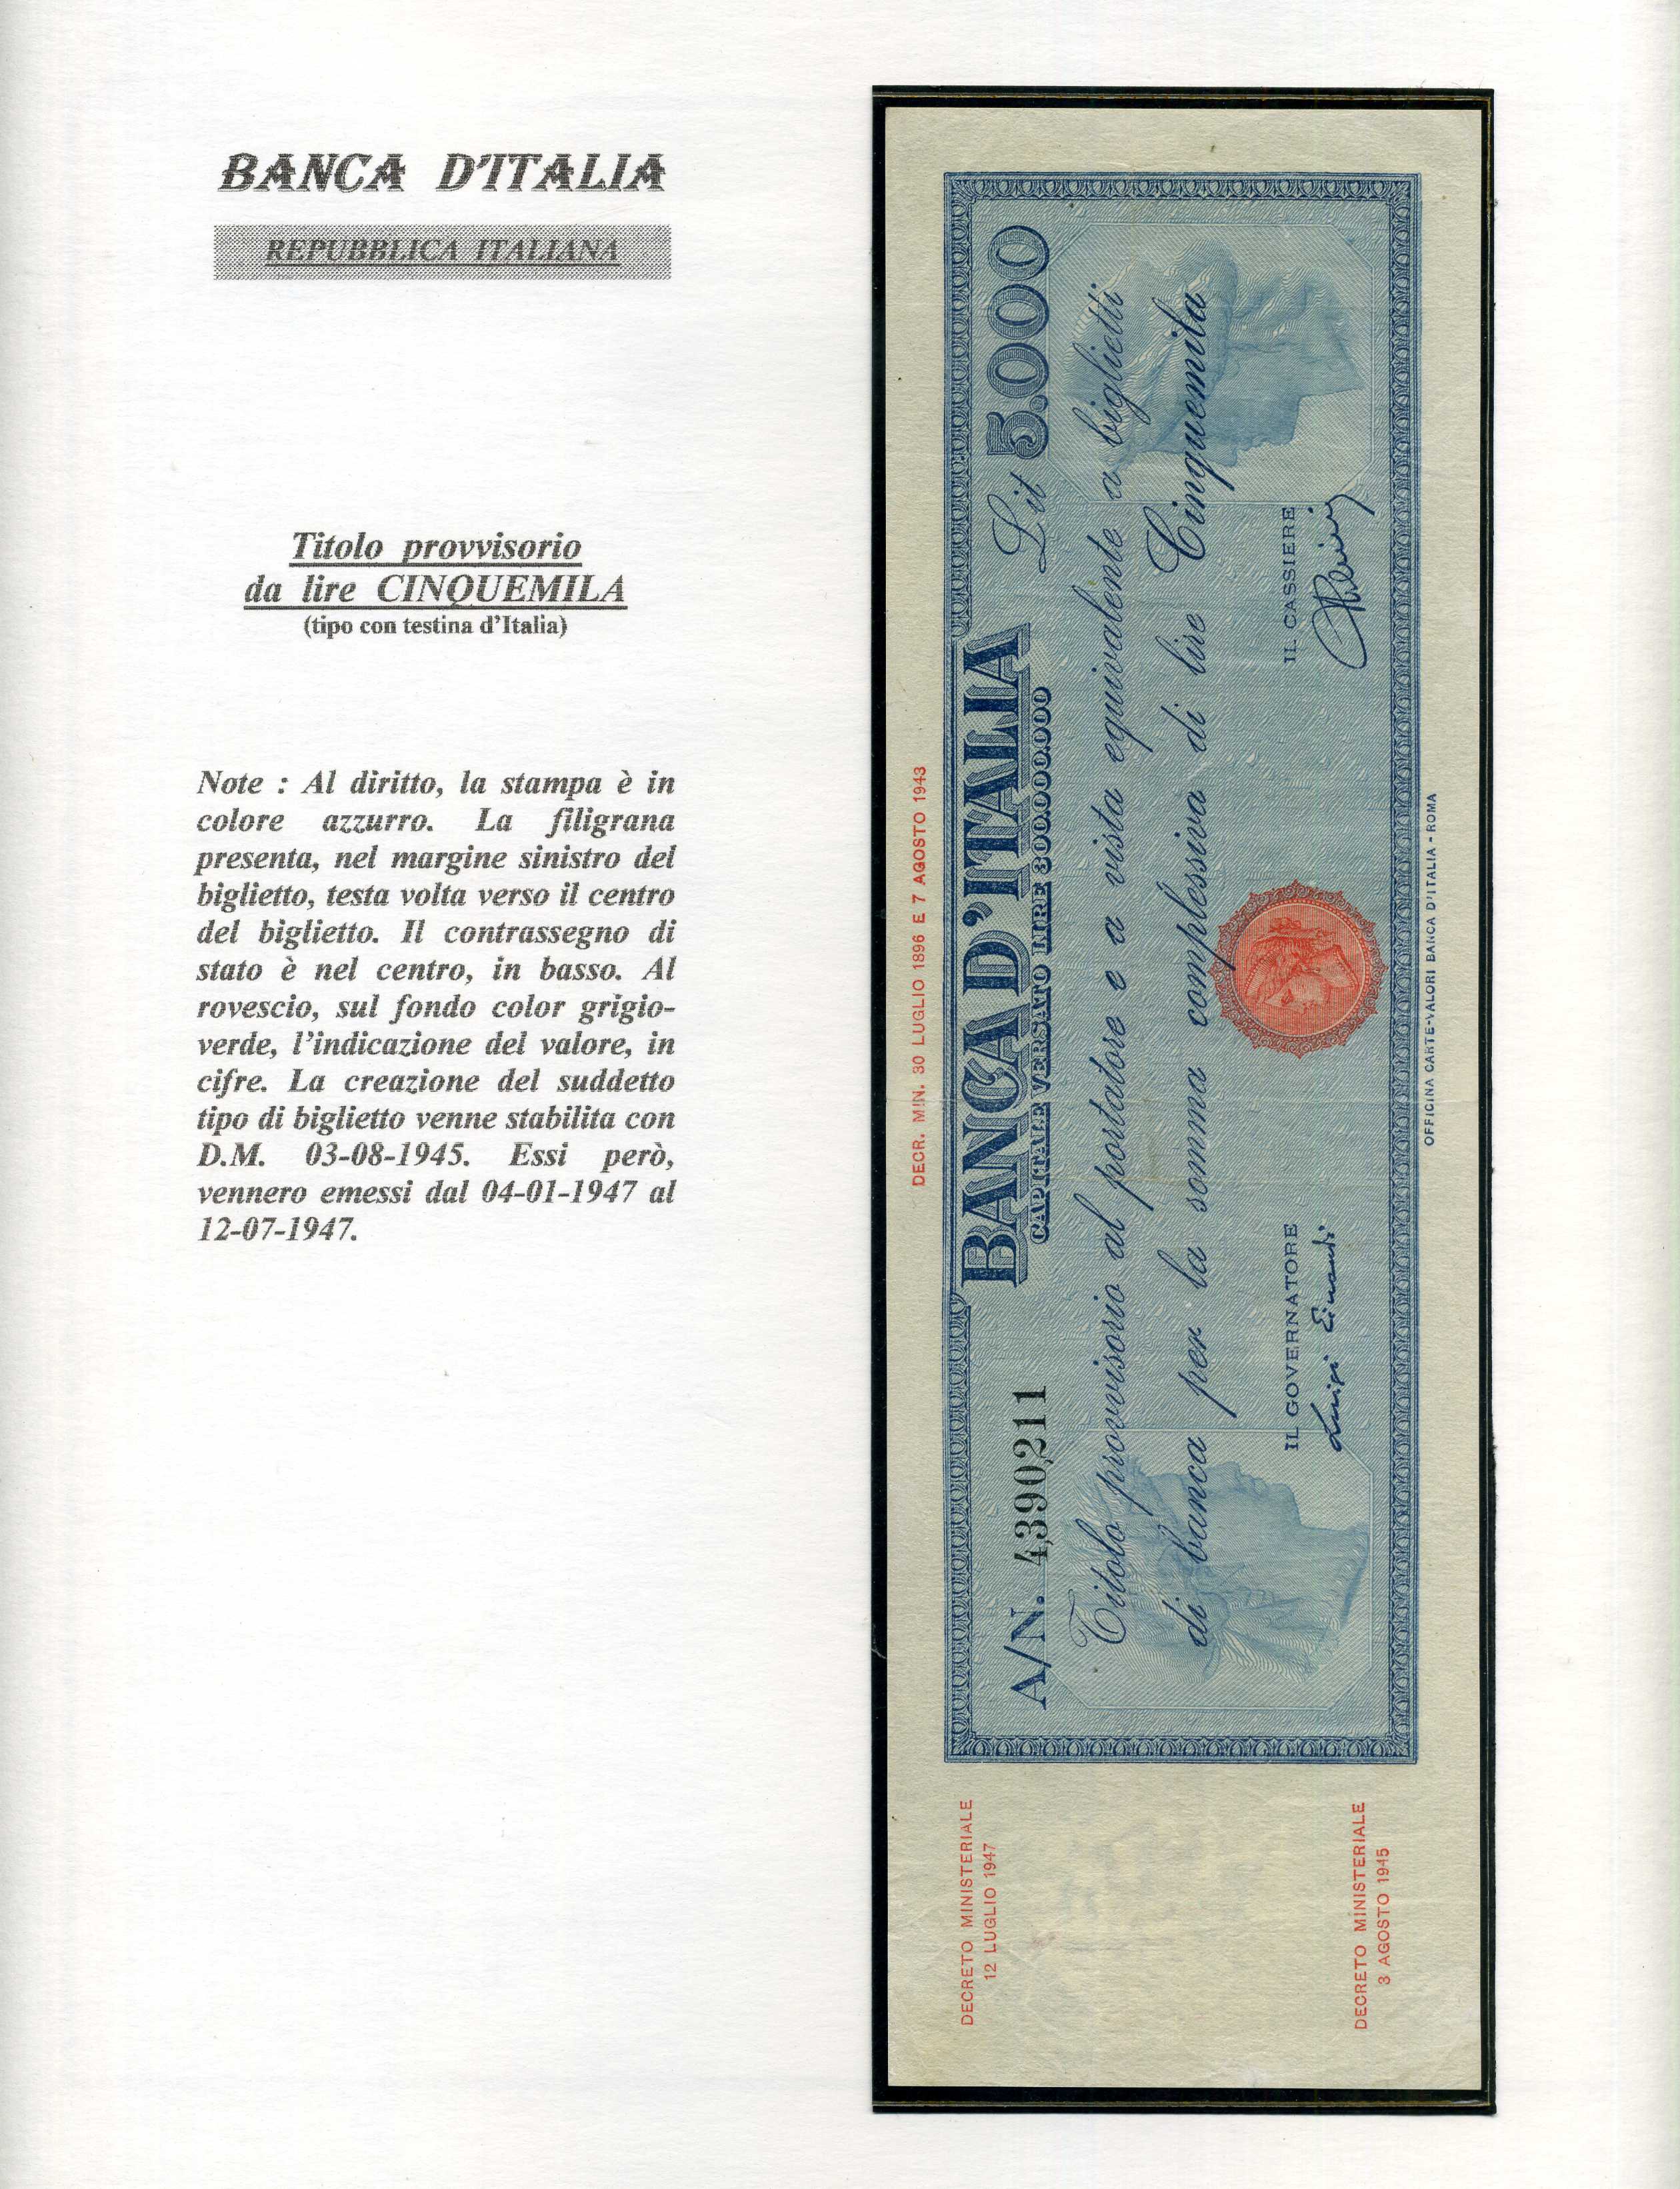 BANCA D'ITALIA
REPUBBLICA ITALIANA
Titolo provvisorio
da lire CINQUEMILA
(tipo con testina d'Italia)
Note : Al diritto, la stampa è in
colore azzurro. La filigrana
presenta, nel margine sinistro del
biglietto, testa volta verso il centro
del biglietto. Il contrassegno di
stato è nel centro, in basso. Al
rovescio, sul fondo color grigio-
verde, l'indicazione del valore, in
cifre. La creazione del suddetto
tipo di biglietto venne stabilita con
D.M. 03-08-1945. Essi però,
vennero emessi dal 04-01-1947 al
12-07-1947.
DECR. MIN. 30 LUGLIO 1896 E 7 AGOSTO 1943
BANCA D'ITALIA
CAPITALE VERSATO LIRE 300.000.000
A/N. 4,390,211
Lit 5.000
Titolo provvisorio al portatore e a vista equivalente a biglietti
di banca per la somma complessiva di lire Cinquemila
IL GOVERNATORE
Luigi Einaudi
IL CASSIERE
OFFICINA CARTE-VALORI BANCA D'ITALIA - ROMA
DECRETO MINISTERIALE
12 LUGLIO 1947
DECRETO MINISTERIALE
3 AGOSTO 1945